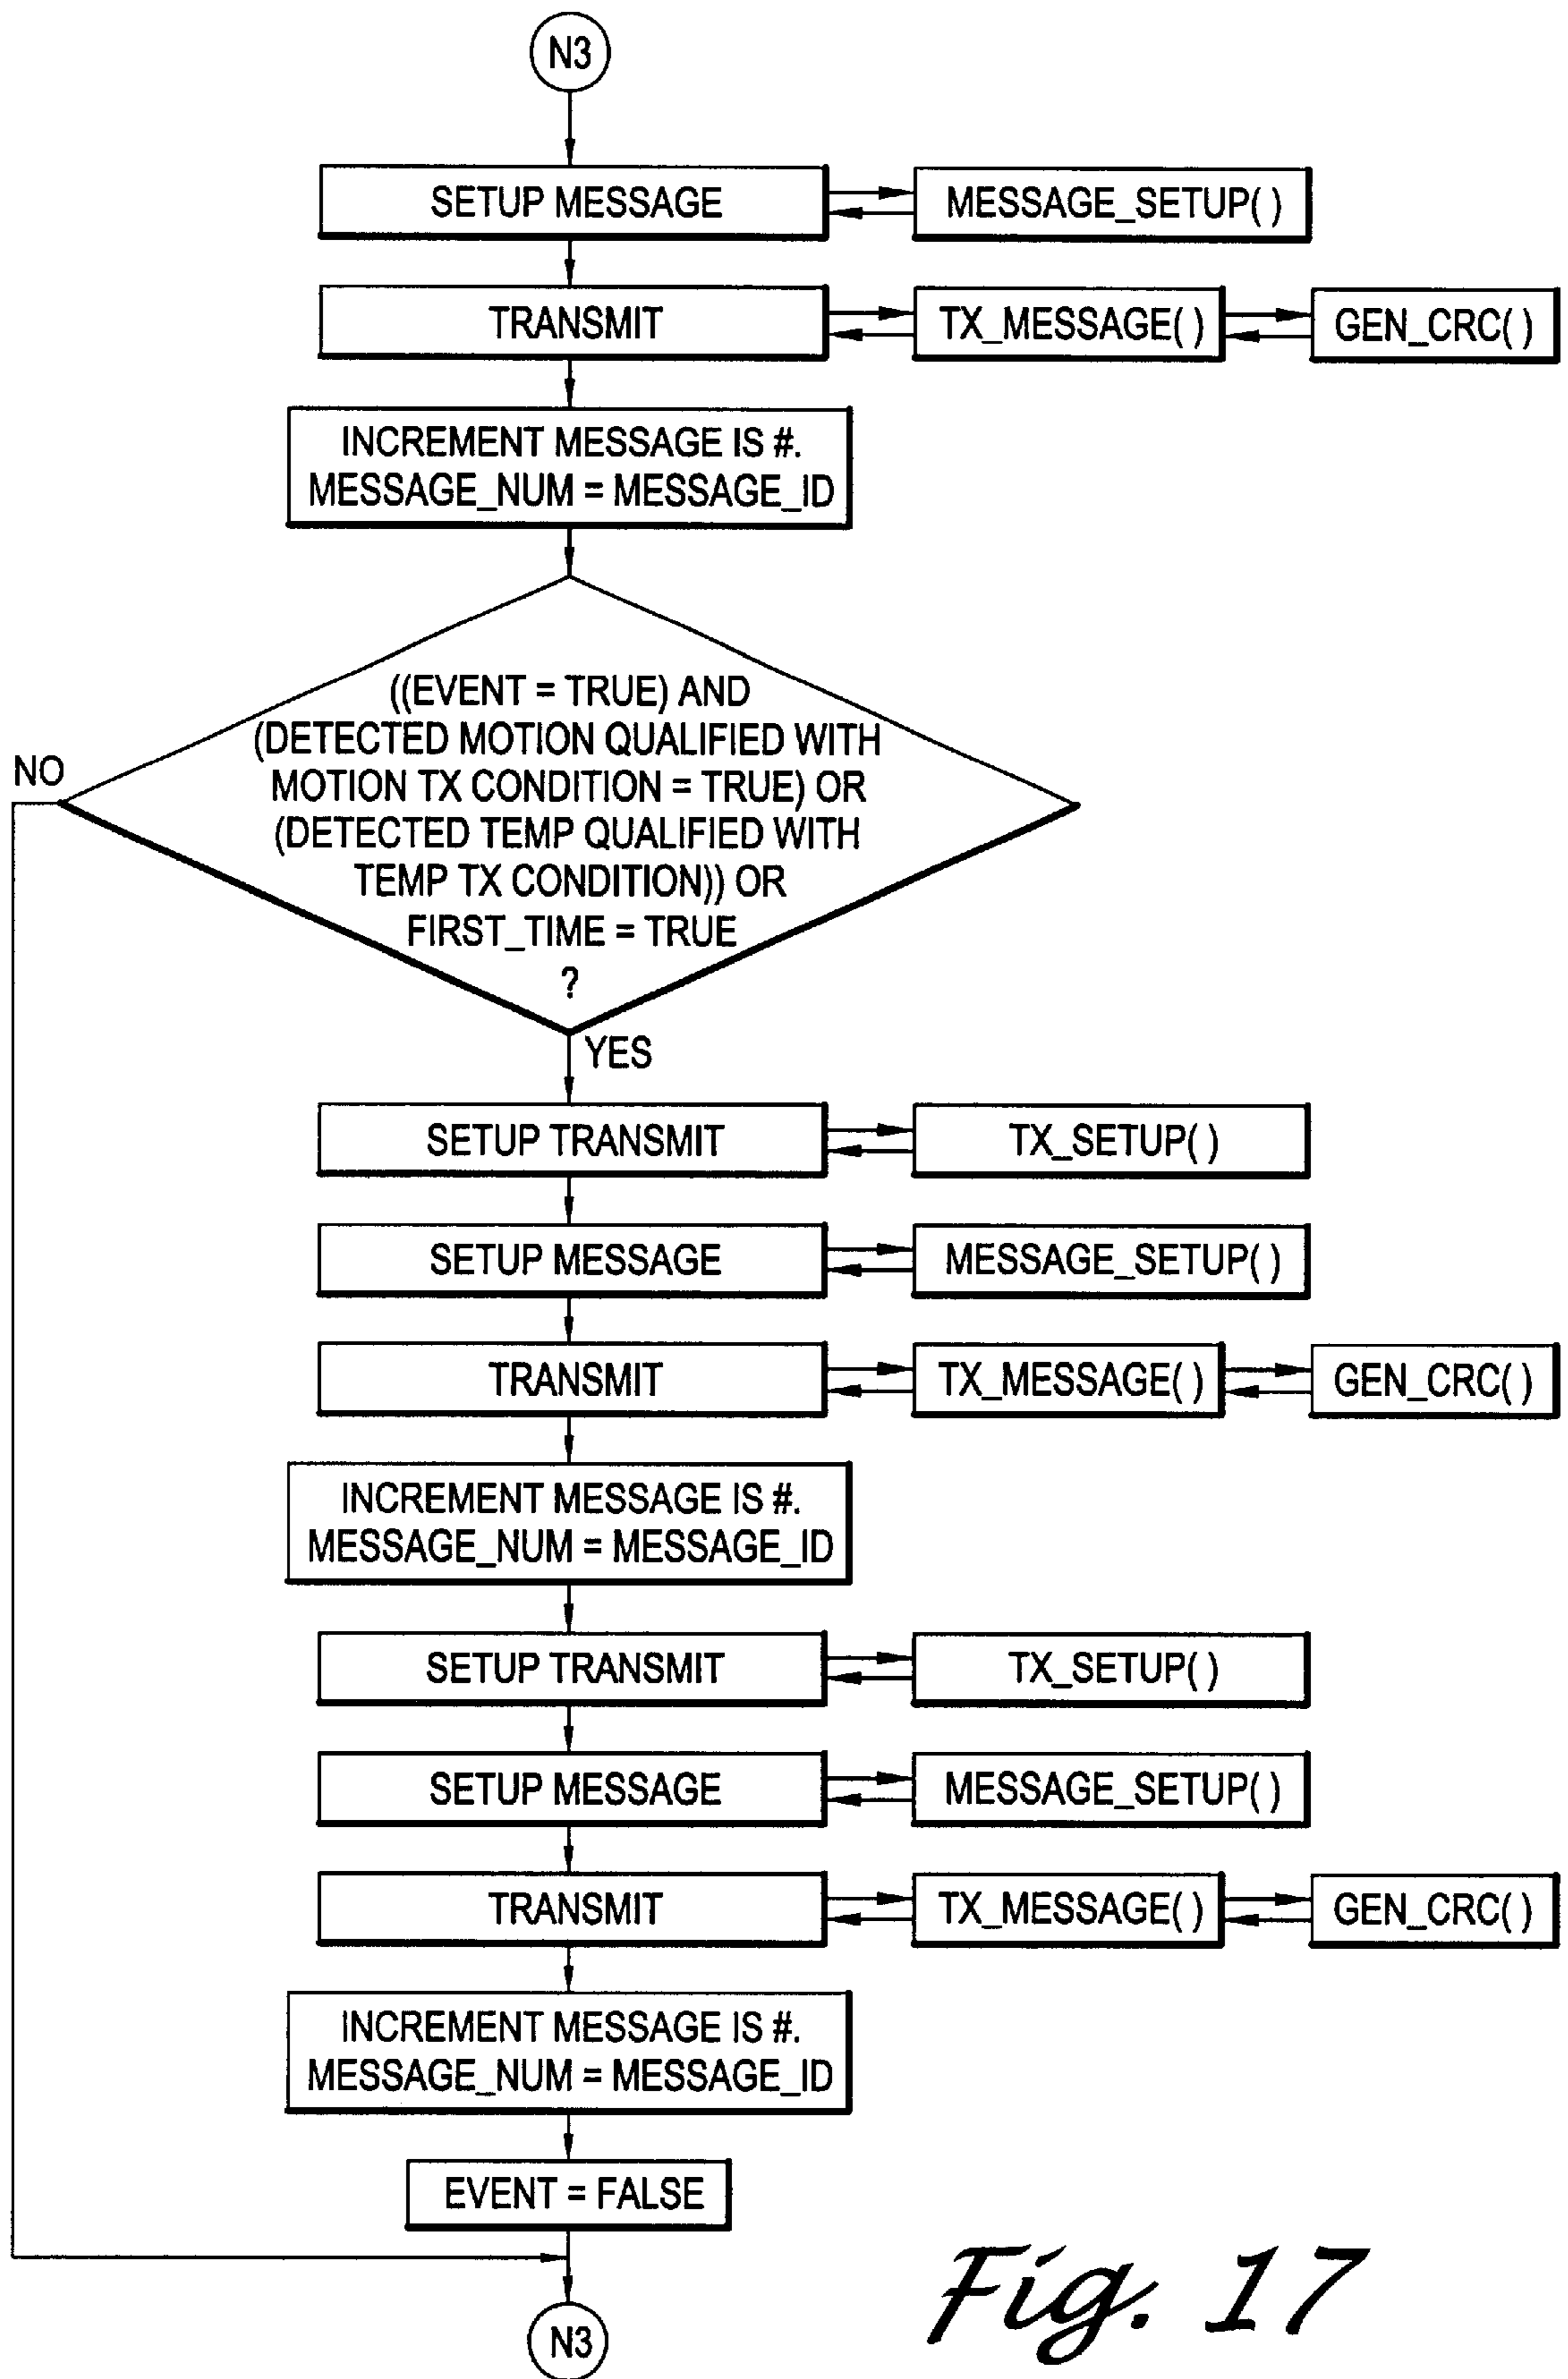 N3
SETUP MESSAGE
MESSAGE_SETUP( )
TRANSMIT
TX_MESSAGE( )
GEN_CRC( )
INCREMENT MESSAGE IS #.
MESSAGE_NUM = MESSAGE_ID
((EVENT = TRUE) AND
(DETECTED MOTION QUALIFIED WITH
MOTION TX CONDITION = TRUE) OR
(DETECTED TEMP QUALIFIED WITH
TEMP TX CONDITION)) OR
FIRST_TIME = TRUE
?
NO
YES
SETUP TRANSMIT
TX_SETUP( )
SETUP MESSAGE
MESSAGE_SETUP( )
TRANSMIT
TX_MESSAGE( )
GEN_CRC( )
INCREMENT MESSAGE IS #.
MESSAGE_NUM = MESSAGE_ID
SETUP TRANSMIT
TX_SETUP( )
SETUP MESSAGE
MESSAGE_SETUP( )
TRANSMIT
TX_MESSAGE( )
GEN_CRC( )
INCREMENT MESSAGE IS #.
MESSAGE_NUM = MESSAGE_ID
EVENT = FALSE
N3
Fig. 17